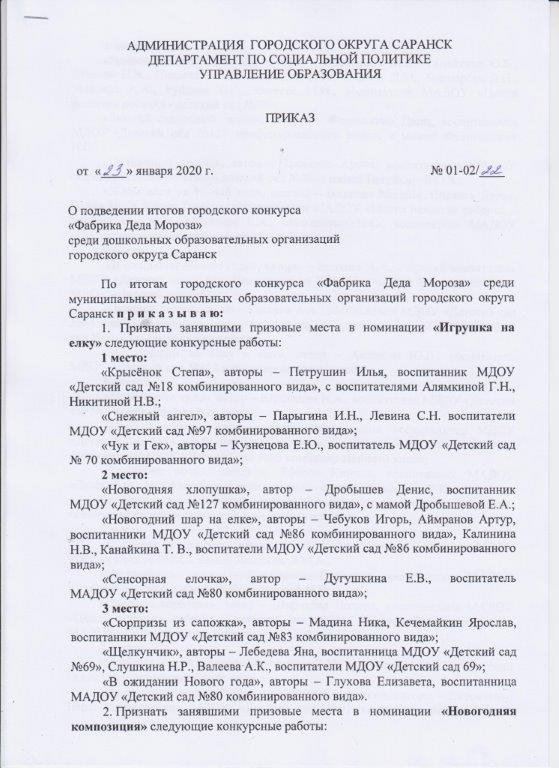 АДМИНИСТРАЦИЯ ГОРОДСКОГО ОКРУГА САРАНСК
ДЕПАРТАМЕНТ ПО СОЦИАЛЬНОЙ ПОЛИТИКЕ
УПРАВЛЕНИЕ ОБРАЗОВАНИЯ
ПРИКАЗ
от «23» января 2020 г. № 01-02/22
О подведении итогов городского конкурса
«Фабрика Деда Мороза»
среди дошкольных образовательных организаций
городского округа Саранск
По итогам городского конкурса «Фабрика Деда Мороза» среди
муниципальных дошкольных образовательных организаций городского округа
Саранск п р и к а з ы в а ю:
1. Признать занявшими призовые места в номинации «Игрушка на
елку» следующие конкурсные работы:
1 место:
«Крысёнок Степа», авторы – Петрушин Илья, воспитанник МДОУ
«Детский сад №18 комбинированного вида», с воспителями Алямкиной Г.Н.,
Никитиной Н.В.;
«Снежный ангел», авторы – Парыгина И.Н., Левина С.Н. воспитатели
МДОУ «Детский сад №97 комбинированного вида»;
«Чук и Гек», авторы – Кузнецова Е.Ю., воспитатель МДОУ «Детский сад
№ 70 комбинированного вида»;
2 место:
«Новогодняя хлопушка», автор – Дробышев Денис, воспитанник
МДОУ «Детский сад №127 комбинированного вида», с мамой Дробышевой Е.А.;
«Новогодний шар на елке», авторы – Чебуков Игорь, Аймранов Артур,
воспитанники МДОУ «Детский сад №86 комбинированного вида», Калинина
Н.В., Канайкина Т. В., воспитатели МДОУ «Детский сад №86 комбинированного
вида»;
«Сенсорная елочка», автор – Дугушкина Е.В., воспитатель
МАДОУ «Детский сад №80 комбинированного вида»;
3 место:
«Сюрпризы из сапожка», авторы – Мадина Ника, Кечемайкин Ярослав,
воспитанники МДОУ «Детский сад №83 комбинированного вида»;
«Щелкунчик», авторы – Лебедева Яна, воспитанница МДОУ «Детский сад
№69», Слушкина Н.Р., Валеева А.К., воспитатели МДОУ «Детский сад 69»;
«В ожидании Нового года», авторы – Глухова Елизавета, воспитанница
МАДОУ «Детский сад №80 комбинированного вида».
2. Признать занявшими призовые места в номинации «Новогодняя
композиция» следующие конкурсные работы: